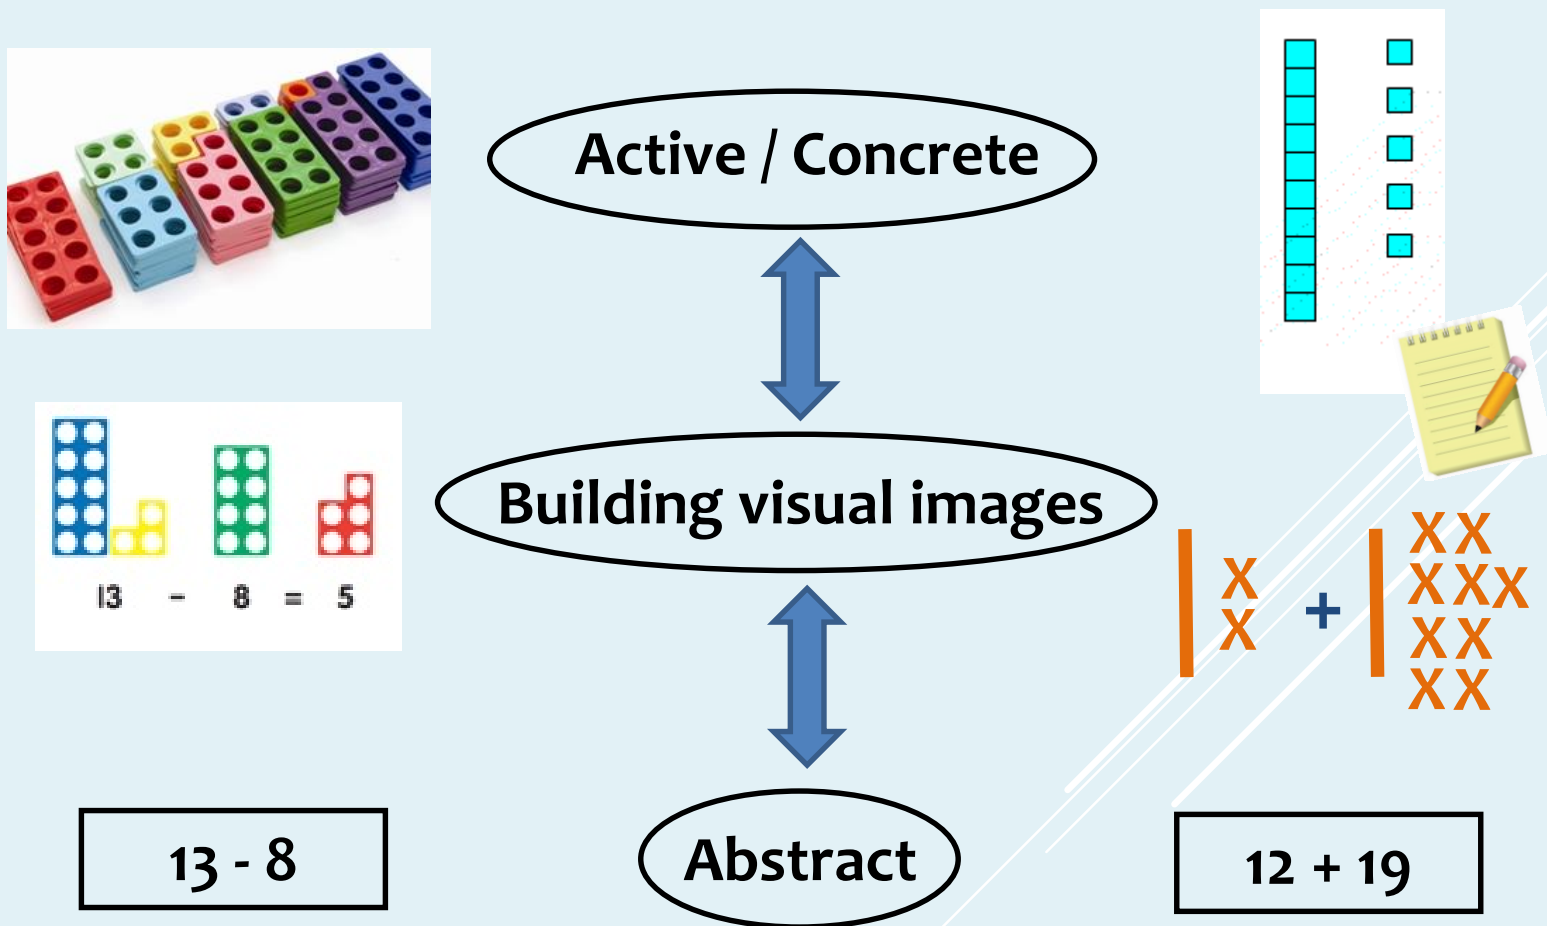 Active / Concrete
Building visual images
13 - 8 = 5
X
X
+
X X
X X X
X X
X X
13 - 8
Abstract
12 + 19